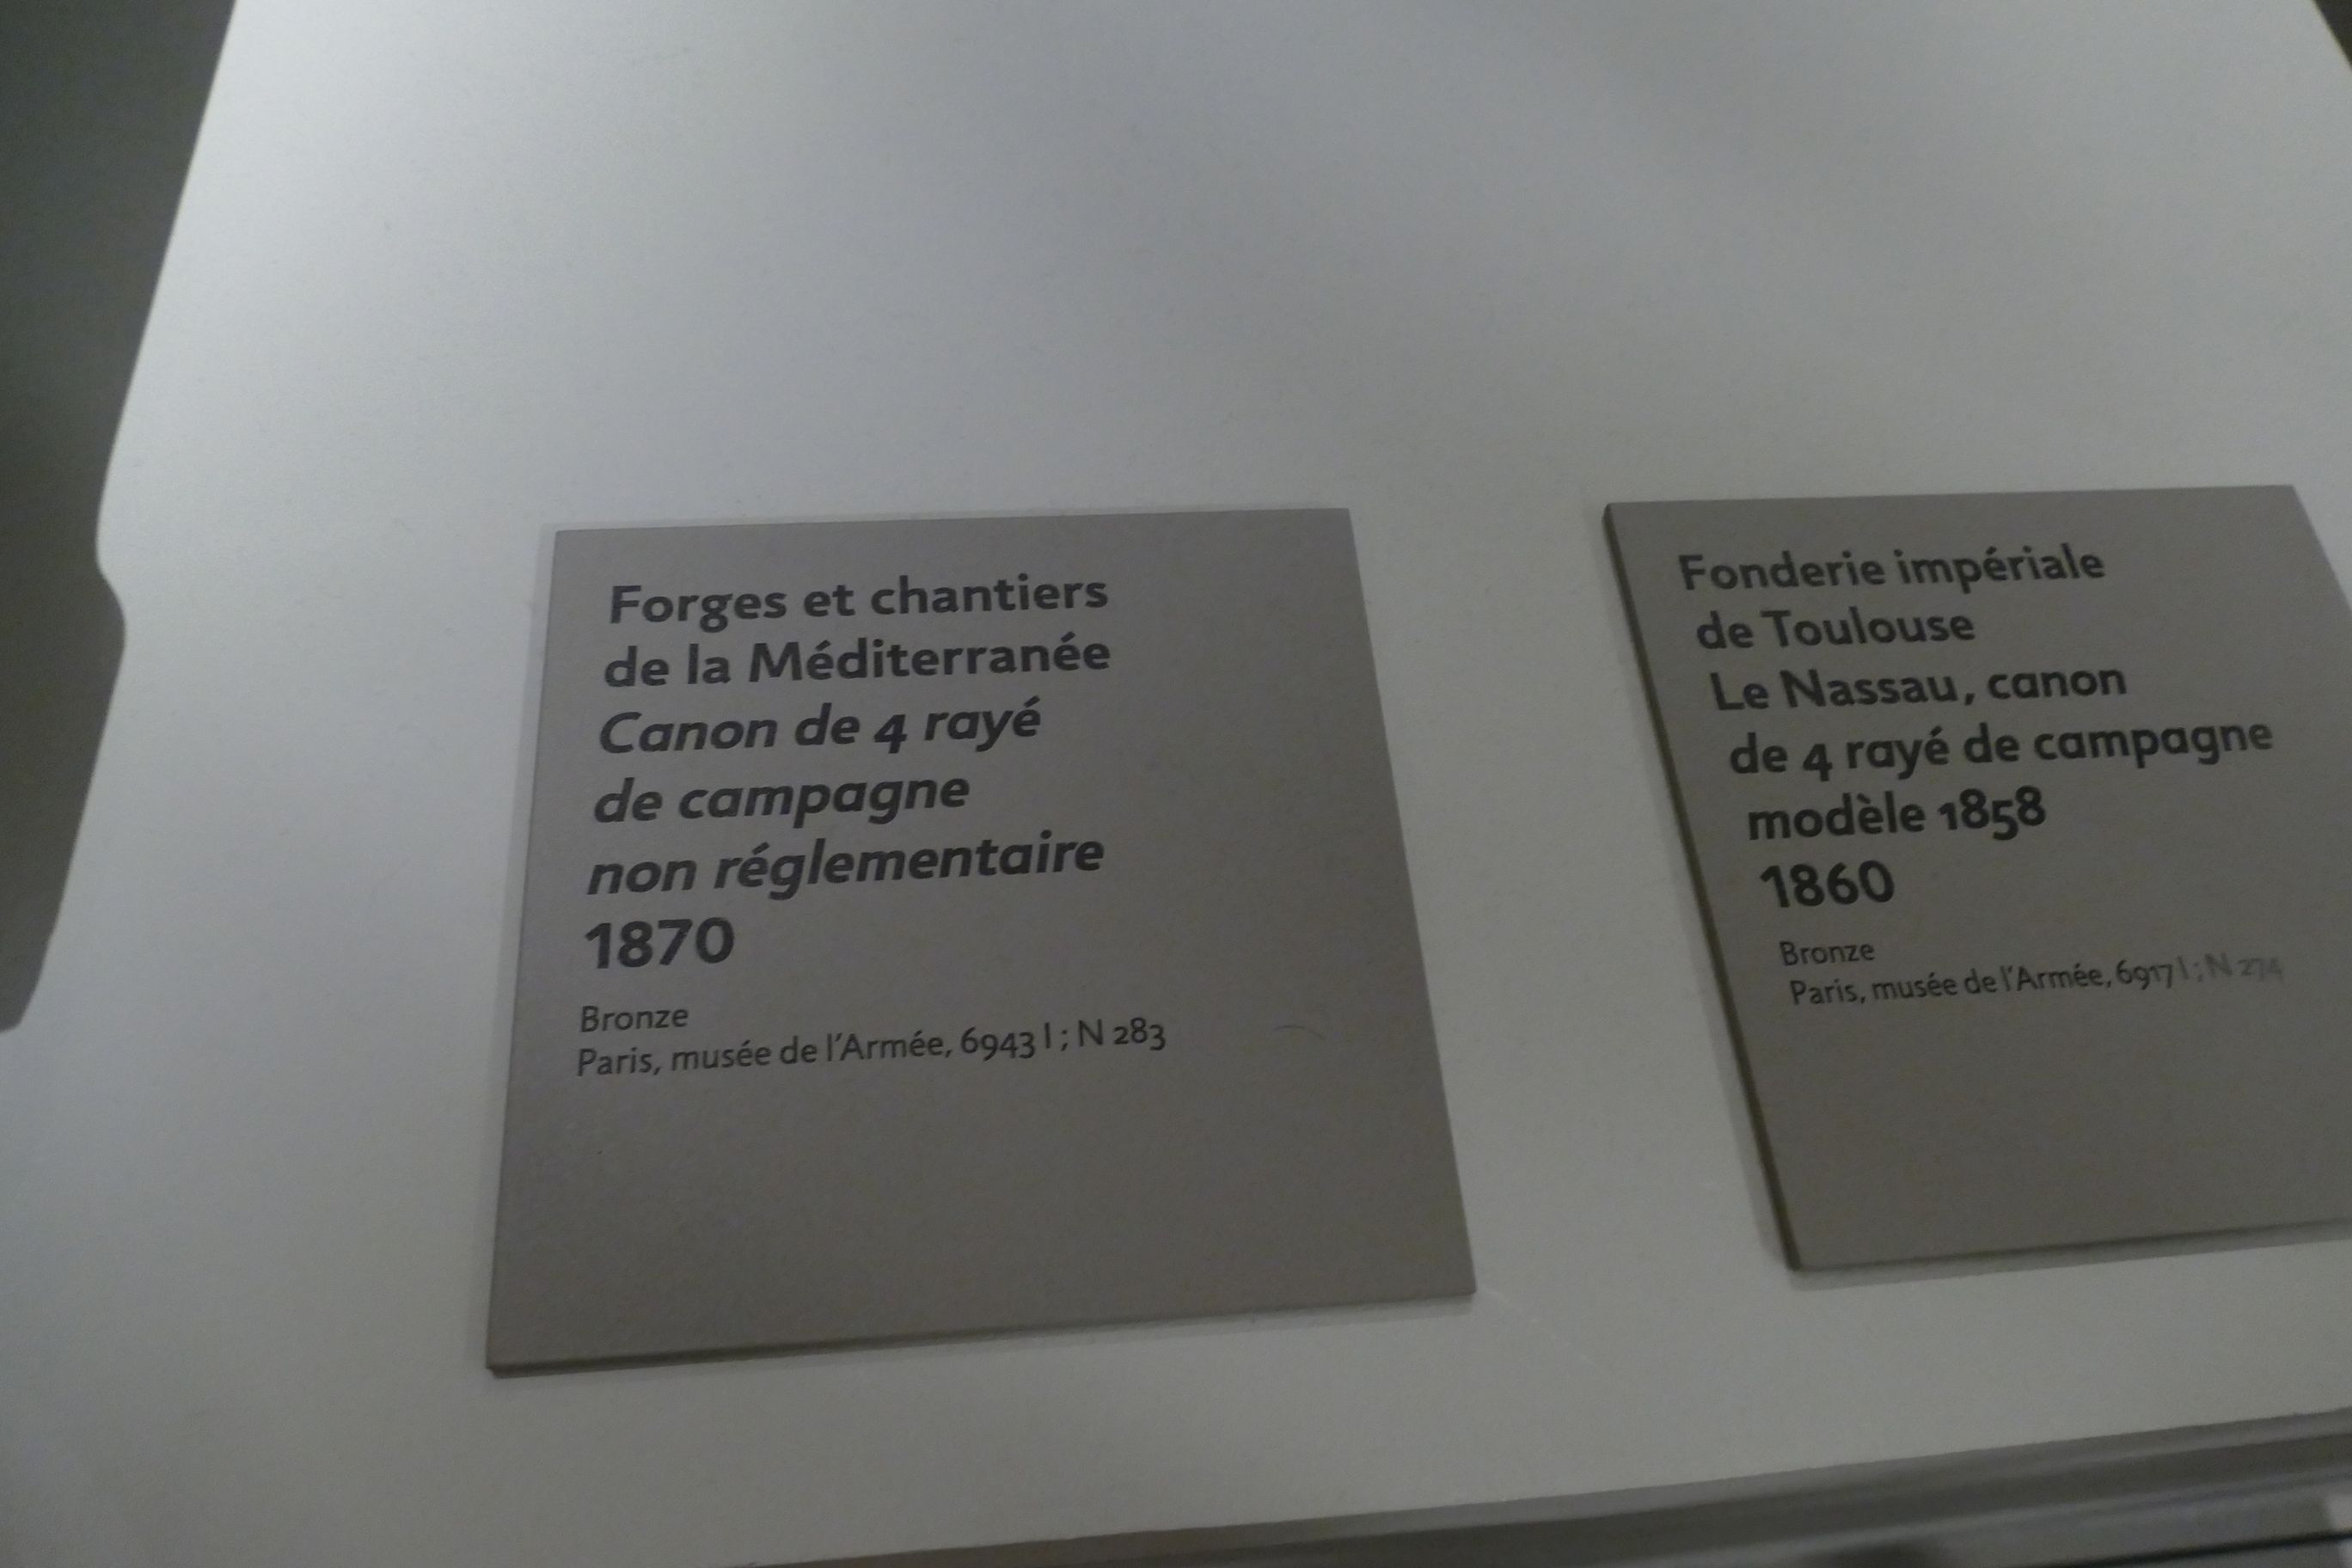 Forges et chantiers
de la Méditerranée
Canon de 4 rayé
de campagne
non réglementaire
1870
Bronze
Paris, musée de l'Armée, 6943 I ; N 283
Fonderie impériale
de Toulouse
Le Nassau, canon
de 4 rayé de campagne
modèle 1858
1860
Bronze
Paris, musée de l'Armée, 6917 I ; N 274